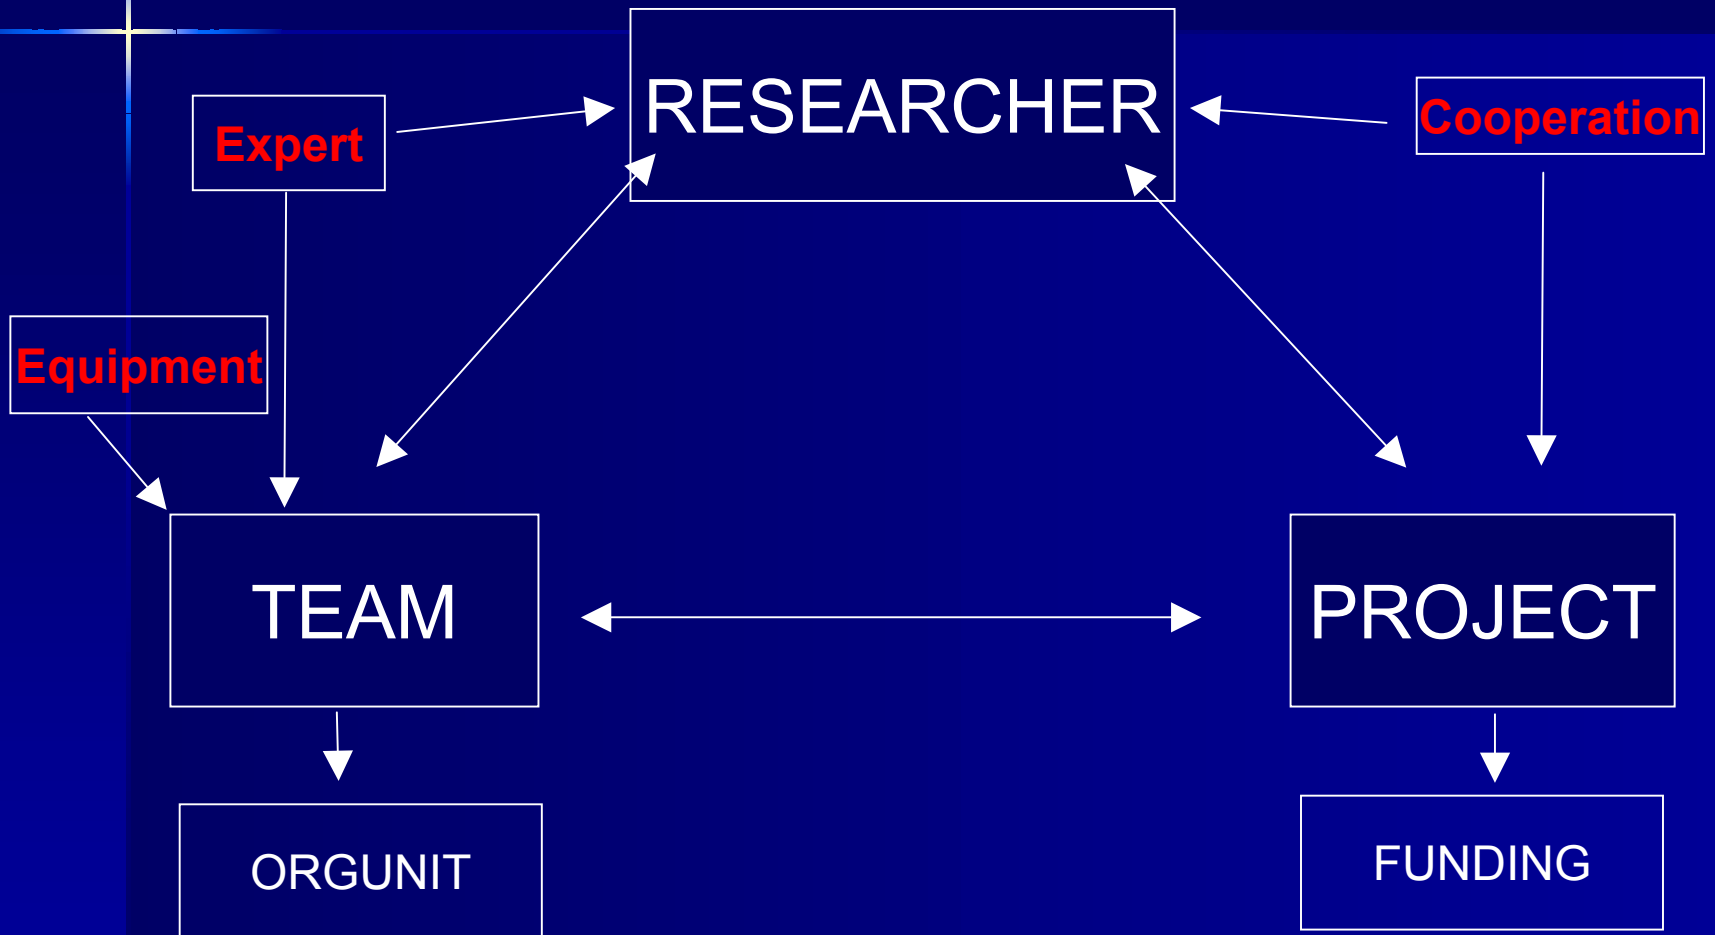 RESEARCHER
Expert
Cooperation
Equipment
TEAM
PROJECT
ORGUNIT
FUNDING